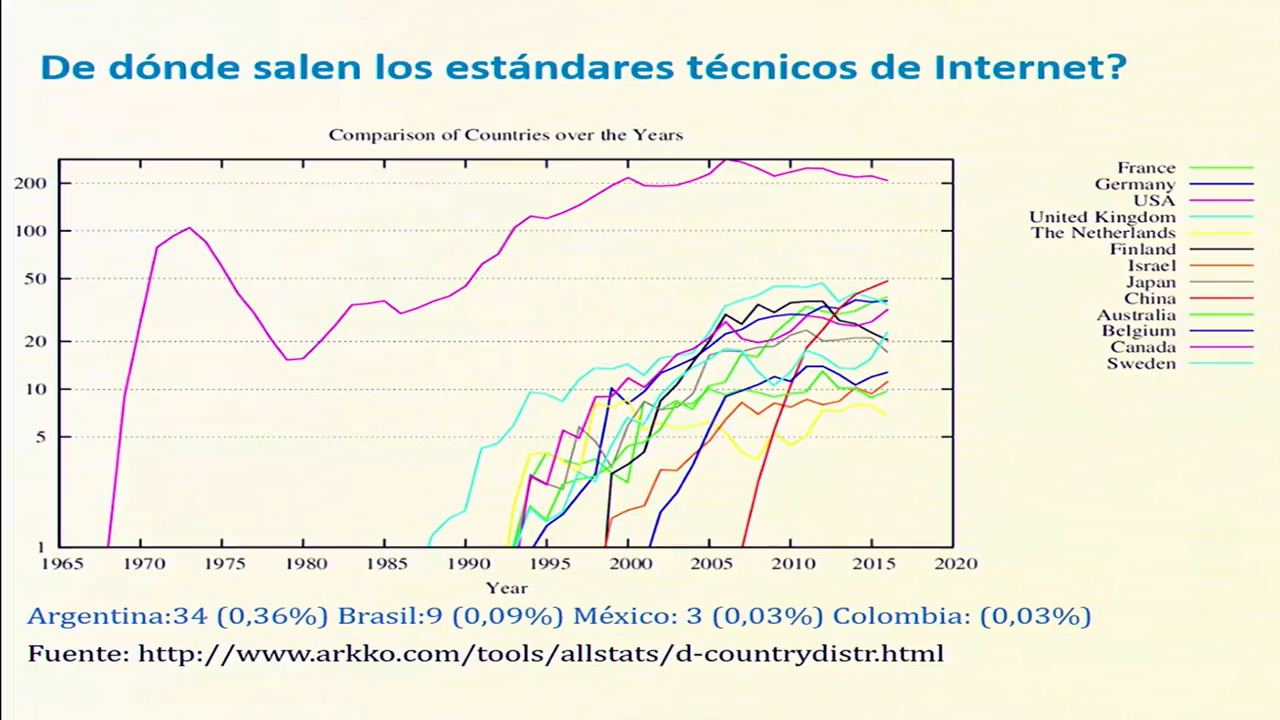 De dónde salen los estándares técnicos de Internet?
Comparison of Countries over the Years
200
100
50
20
10
5
1
1965 1970 1975 1980 1985 1990 1995 2000 2005 2010 2015 2020
Year
France
Germany
USA
United Kingdom
The Netherlands
Finland
Israel
Japan
China
Australia
Belgium
Canada
Sweden
Argentina:34 (0,36%) Brasil:9 (0,09%) México: 3 (0,03%) Colombia: (0,03%)
Fuente: http://www.arkko.com/tools/allstats/d-countrydistr.html